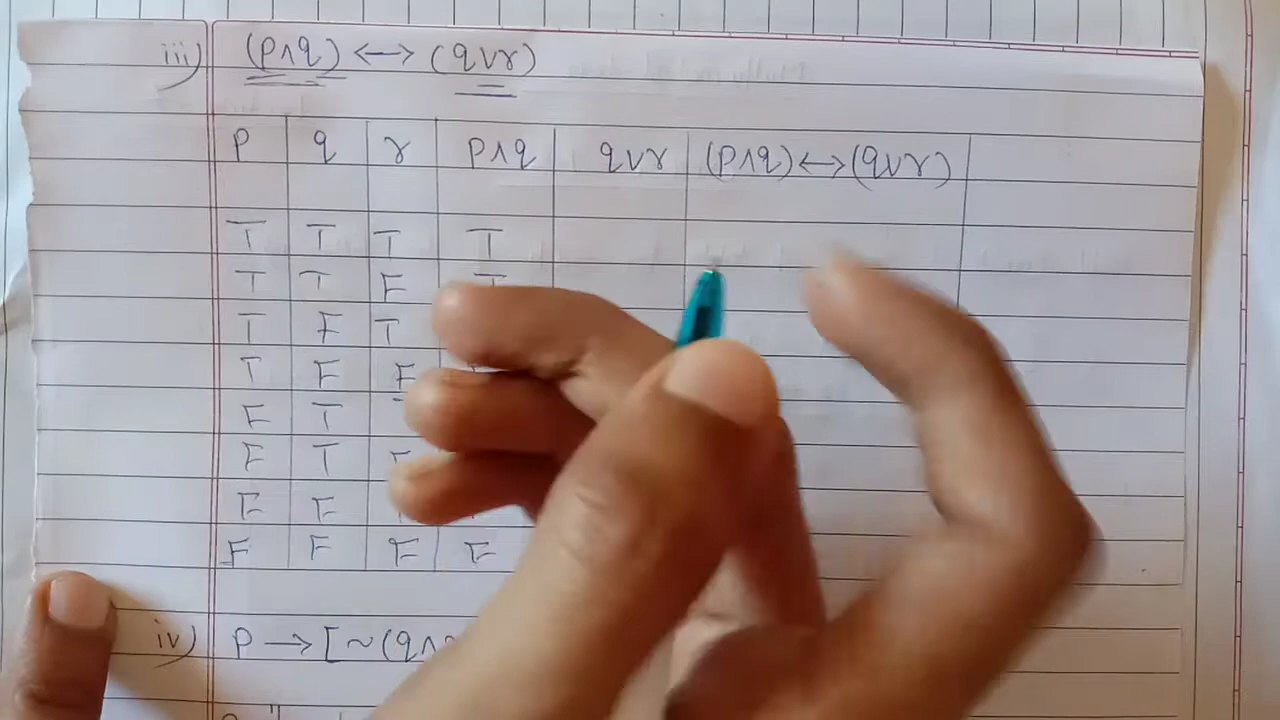 iii) (p∧q) ↔ (q∨r)
p q r p∧q q∨r (p∧q)↔(q∨r)
T T T T
T T F T
T F T
T F F
F T
F T F
F F
F F F F
iv) p → [~(q∧